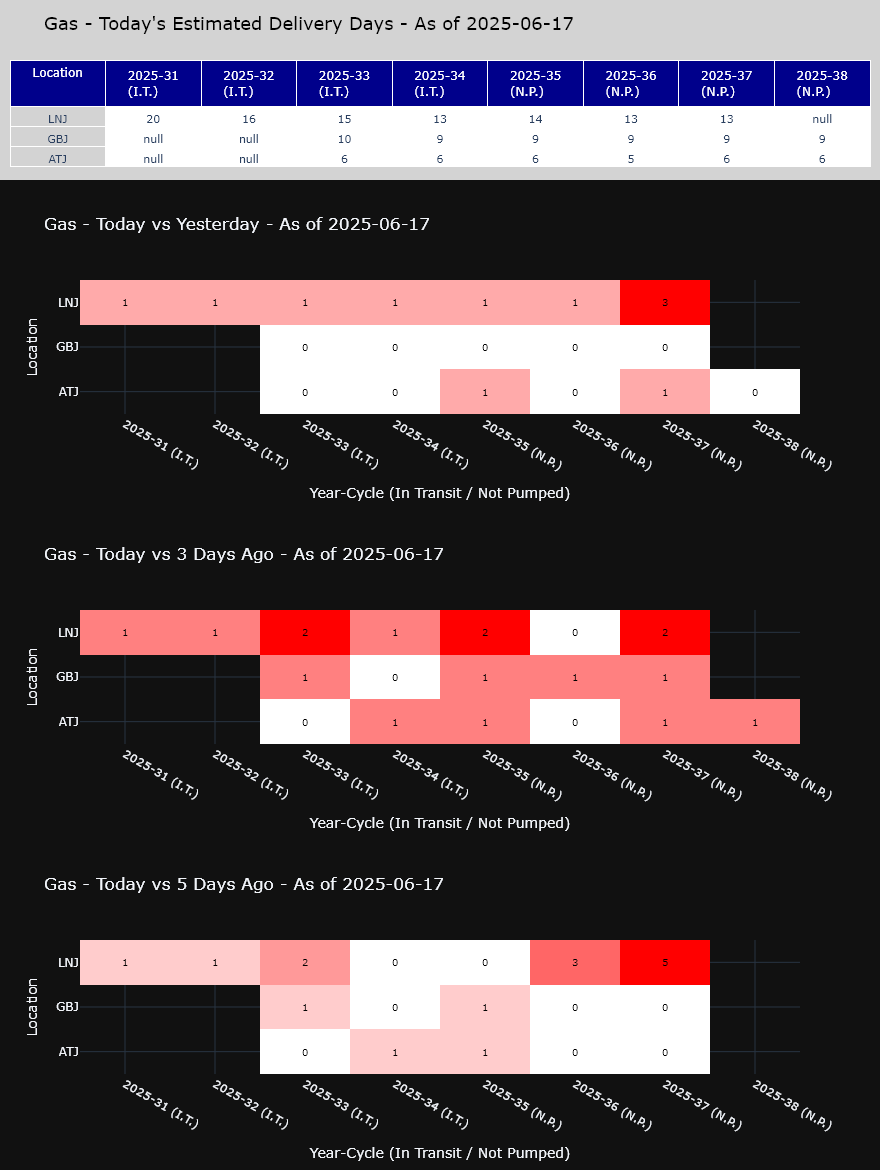 Gas - Today's Estimated Delivery Days - As of 2025-06-17
Location 2025-31 (I.T.) 2025-32 (I.T.) 2025-33 (I.T.) 2025-34 (I.T.) 2025-35 (N.P.) 2025-36 (N.P.) 2025-37 (N.P.) 2025-38 (N.P.)
LNJ 20 16 15 13 14 13 13 null
GBJ null null 10 9 9 9 9 9
ATJ null null 6 6 6 5 6 6
Gas - Today vs Yesterday - As of 2025-06-17
Location
LNJ 1 1 1 1 1 1 3
GBJ 0 0 0 0 0
ATJ 0 0 1 0 1 0
2025-31 (I.T.) 2025-32 (I.T.) 2025-33 (I.T.) 2025-34 (I.T.) 2025-35 (N.P.) 2025-36 (N.P.) 2025-37 (N.P.) 2025-38 (N.P.)
Year-Cycle (In Transit / Not Pumped)
Gas - Today vs 3 Days Ago - As of 2025-06-17
Location
LNJ 1 1 2 1 2 0 2
GBJ 1 0 1 1 1
ATJ 0 1 1 0 1 1
2025-31 (I.T.) 2025-32 (I.T.) 2025-33 (I.T.) 2025-34 (I.T.) 2025-35 (N.P.) 2025-36 (N.P.) 2025-37 (N.P.) 2025-38 (N.P.)
Year-Cycle (In Transit / Not Pumped)
Gas - Today vs 5 Days Ago - As of 2025-06-17
Location
LNJ 1 1 2 0 0 3 5
GBJ 1 0 1 0 0
ATJ 0 1 1 0 0
2025-31 (I.T.) 2025-32 (I.T.) 2025-33 (I.T.) 2025-34 (I.T.) 2025-35 (N.P.) 2025-36 (N.P.) 2025-37 (N.P.) 2025-38 (N.P.)
Year-Cycle (In Transit / Not Pumped)